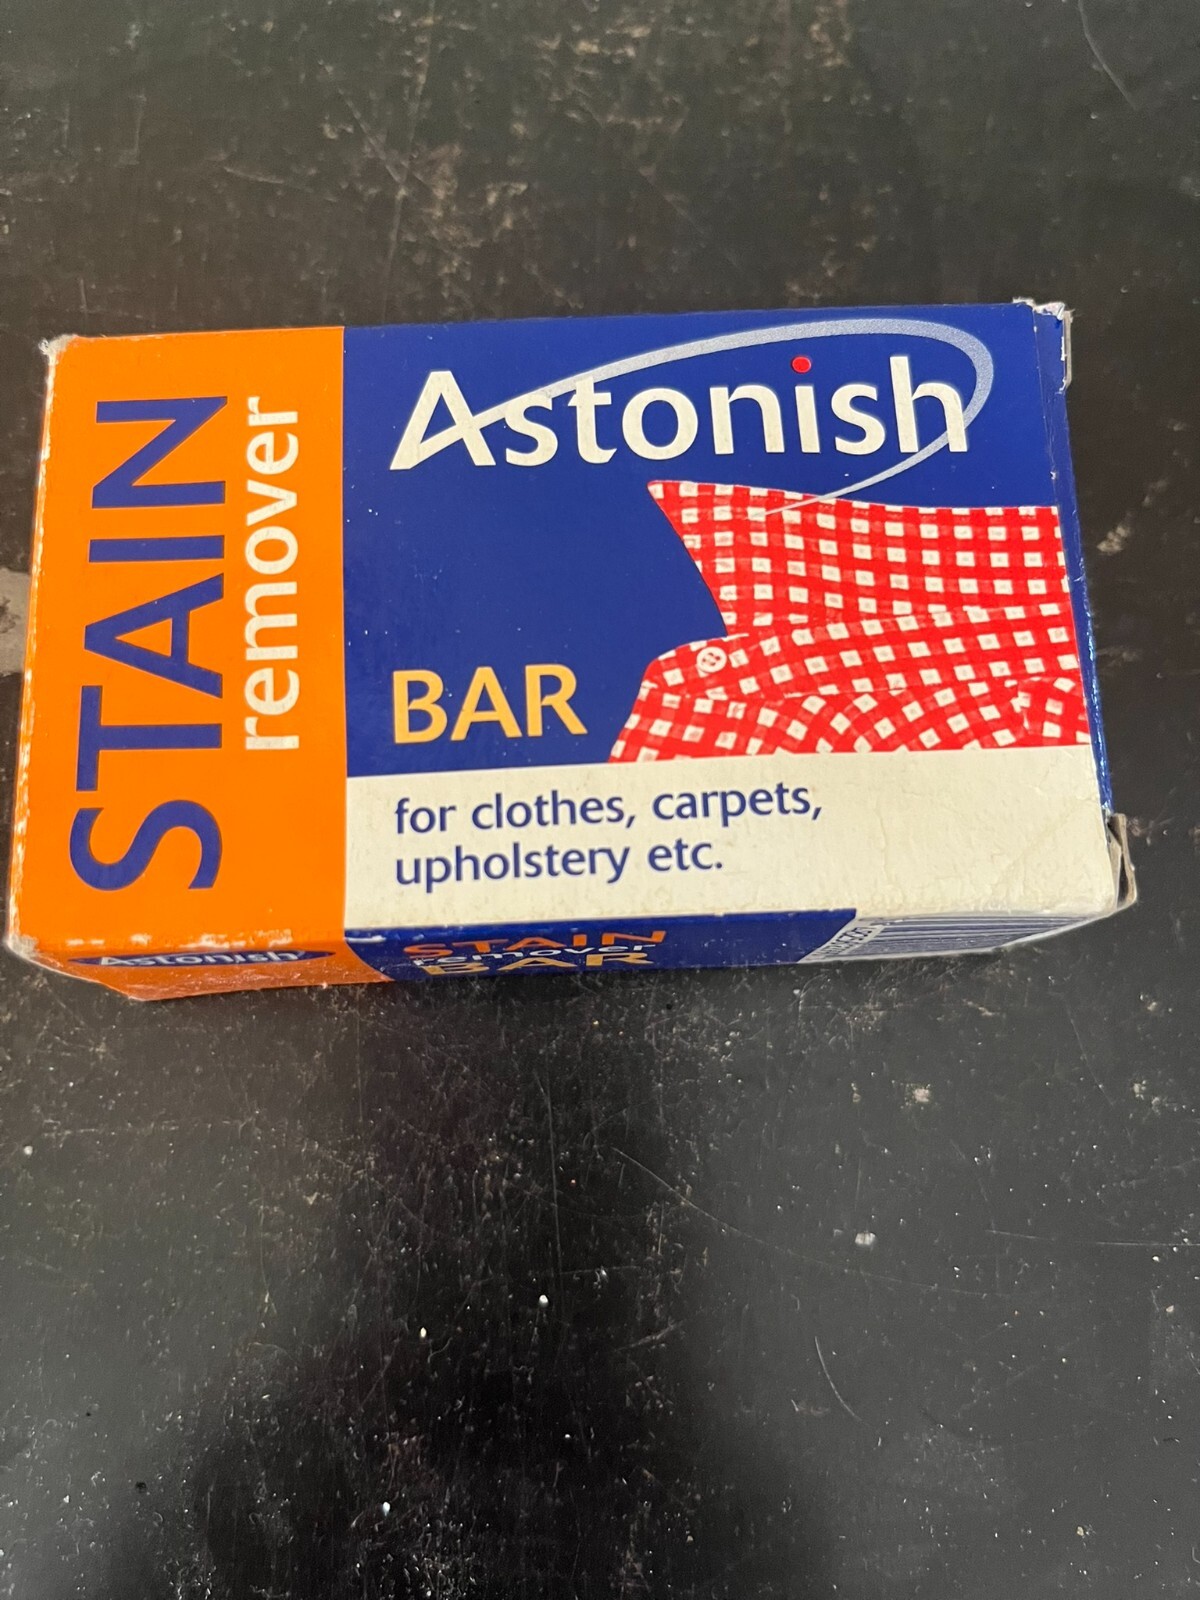 STAIN
remover
Astonish
BAR
for clothes, carpets,
upholstery etc.
Astonish
STAIN
remover
BAR